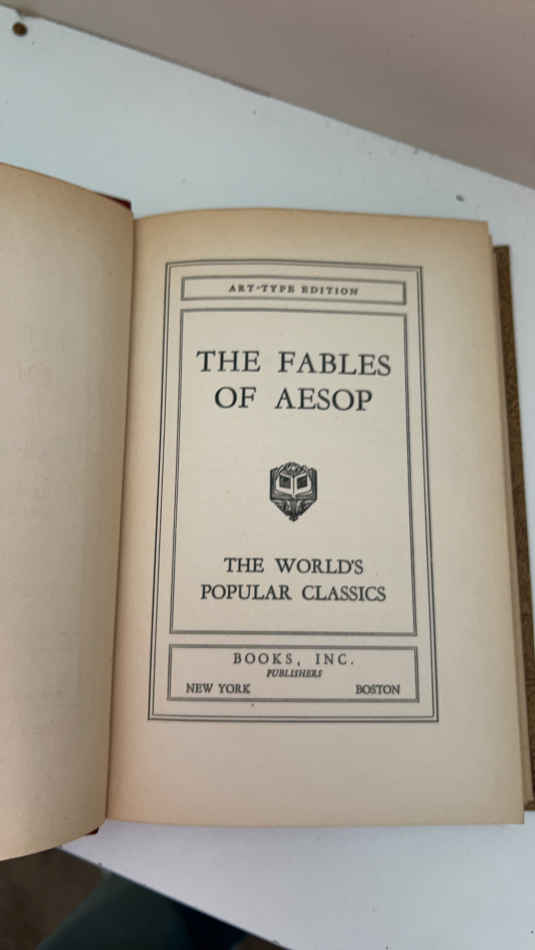 ART-TYPE EDITION
THE FABLES
OF AESOP
THE WORLD'S
POPULAR CLASSICS
BOOKS, INC.
PUBLISHERS
NEW YORK BOSTON